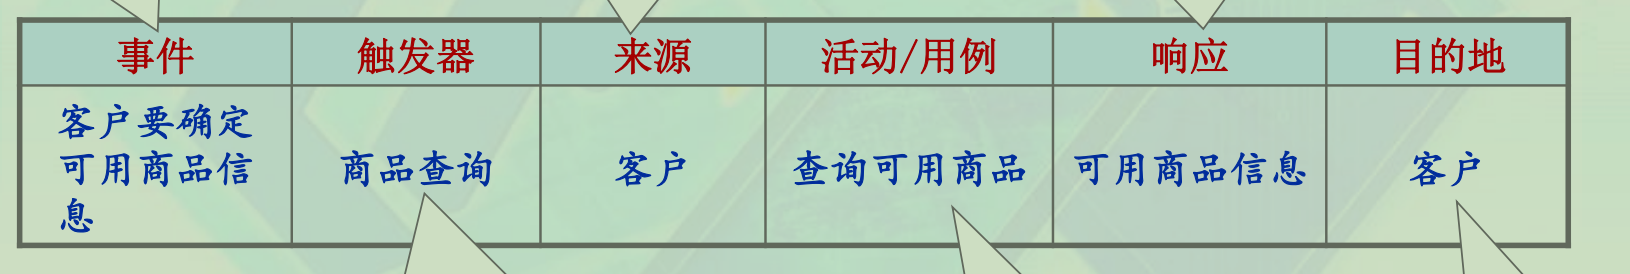 事件 触发器 来源 活动/用例 响应 目的地
客户要确定
可用商品信
息
商品查询
客户
查询可用商品
可用商品信息
客户